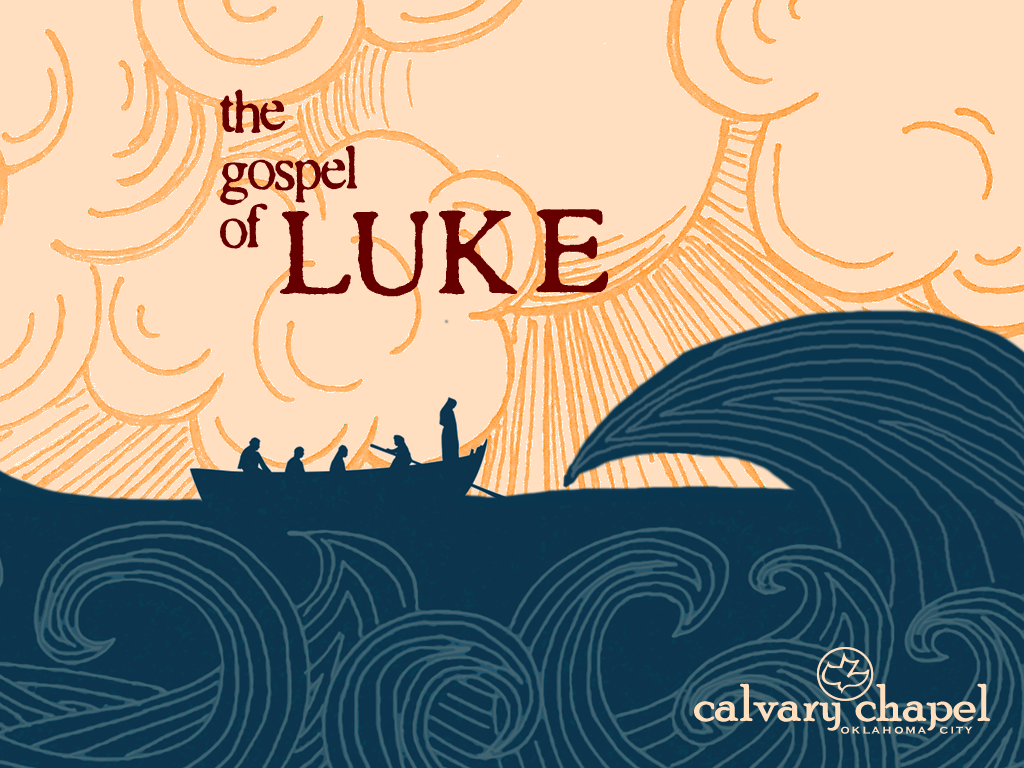 the
gospel
of LUKE
calvary chapel
OKLAHOMA CITY